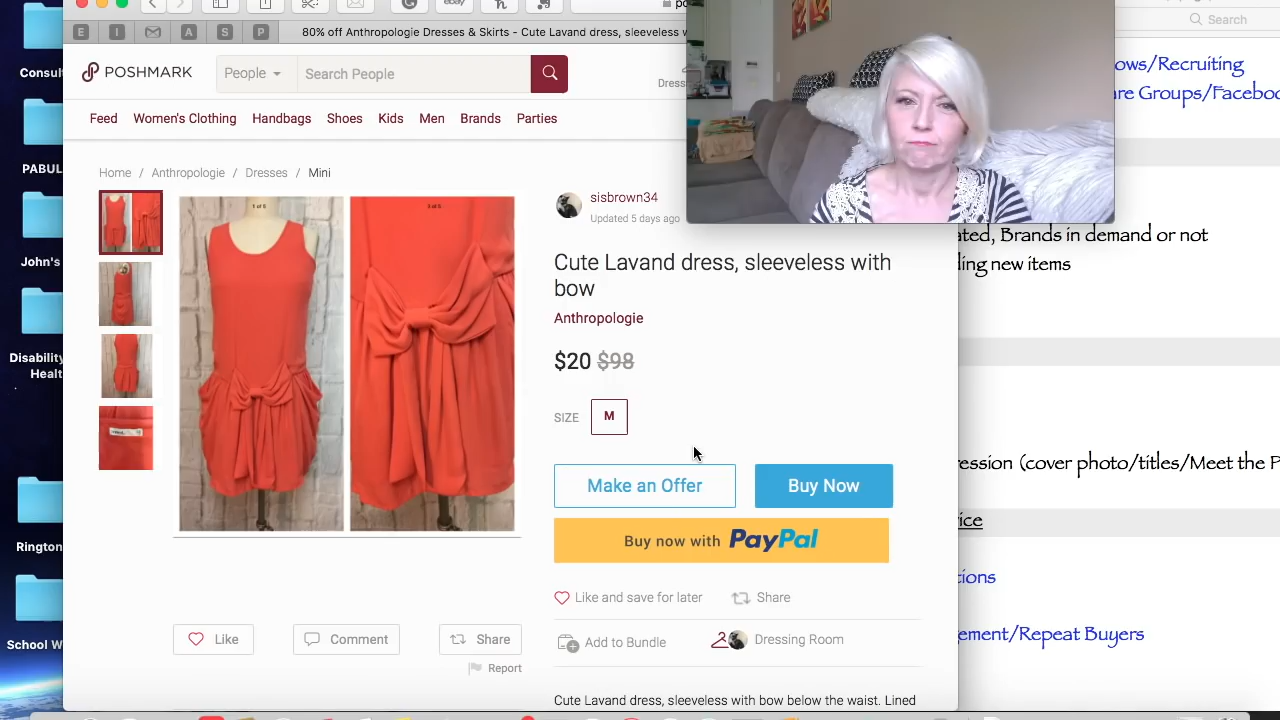 Search
E I A S P
80% off Anthropologie Dresses & Skirts - Cute Lavand dress, sleeveless w
POSHMARK People Search People
Feed Women's Clothing Handbags Shoes Kids Men Brands Parties
Home / Anthropologie / Dresses / Mini
sisbrown34
Updated 5 days ago
Cute Lavand dress, sleeveless with
bow
Anthropologie
$20 $98
SIZE M
Make an Offer Buy Now
Buy now with PayPal
Like and save for later Share
Add to Bundle Dressing Room
Like Comment Share
Report
Cute Lavand dress, sleeveless with bow below the waist. Lined
Consult
PABUL
John's
Disability
Healt
Rington
School W
ows/Recruiting
are Groups/Facebo
ated, Brands in demand or not
ding new items
ession (cover photo/titles/Meet the P
ice
tions
ement/Repeat Buyers